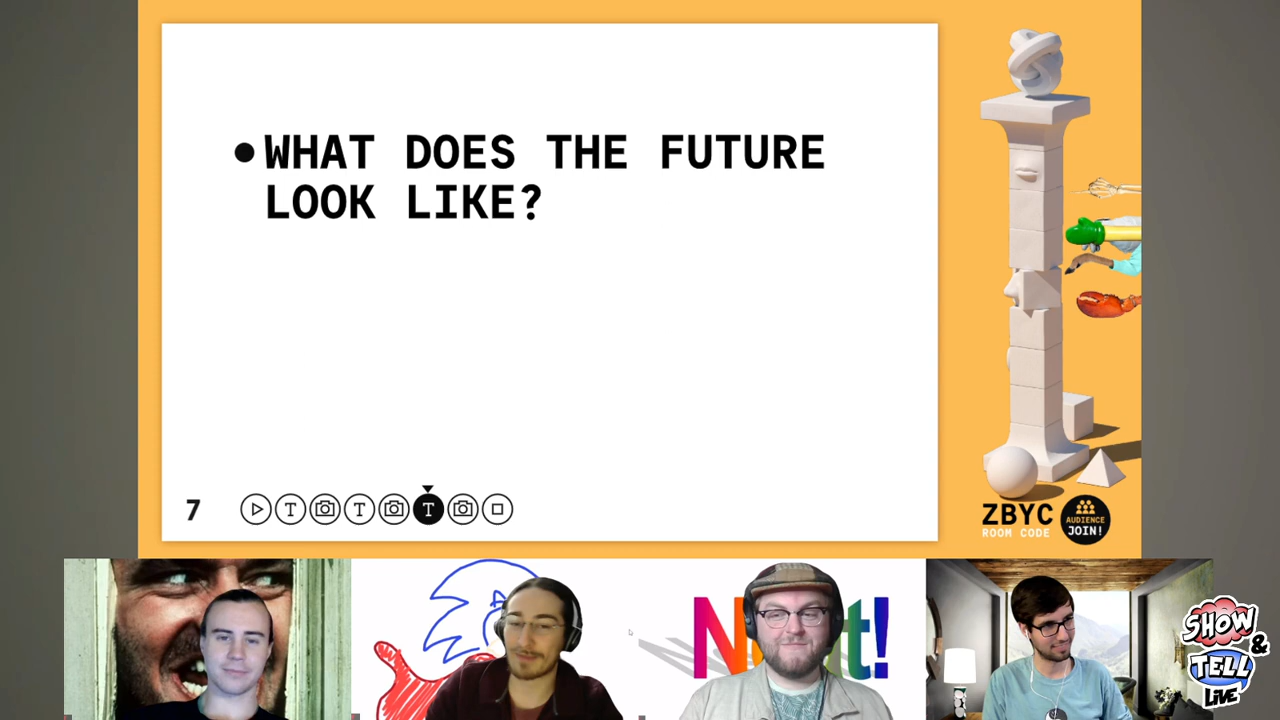 •WHAT DOES THE FUTURE
LOOK LIKE?
7
T
T
T
ZBYC
ROOM CODE
AUDIENCE
JOIN!
SHOW
&
TELL
LIVE